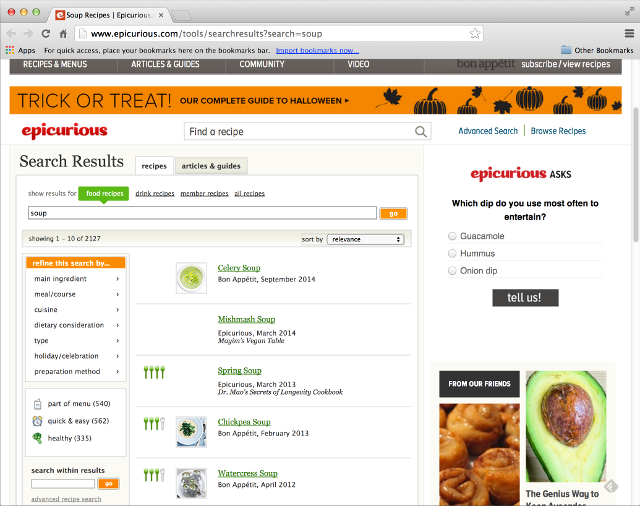 Soup Recipes | Epicurious.
www.epicurious.com/tools/searchresults?search=soup
Apps For quick access, place your bookmarks here on the bookmarks bar. Import bookmarks now... Other Bookmarks
RECIPES & MENUS ARTICLES & GUIDES COMMUNITY VIDEO bon appétit subscribe / view recipes
TRICK OR TREAT! OUR COMPLETE GUIDE TO HALLOWEEN
epicurious Find a recipe Advanced Search Browse Recipes
Search Results recipes articles & guides
show results for food recipes drink recipes member recipes all recipes
soup go
showing 1 - 10 of 2127 sort by relevance
refine this search by...
main ingredient
meal/course
cuisine
dietary consideration
type
holiday/celebration
preparation method
part of menu (540)
quick & easy (562)
healthy (335)
search within results
go
advanced recipe search
Celery Soup
Bon Appétit, September 2014
Mishmash Soup
Epicurious, March 2014
Mayim's Vegan Table
Spring Soup
Epicurious, March 2013
Dr. Mao's Secrets of Longevity Cookbook
Chickpea Soup
Bon Appétit, February 2013
Watercress Soup
Bon Appétit, April 2012
epicurious ASKS
Which dip do you use most often to
entertain?
Guacamole
Hummus
Onion dip
tell us!
FROM OUR FRIENDS
The Genius Way to
Keep Avocados